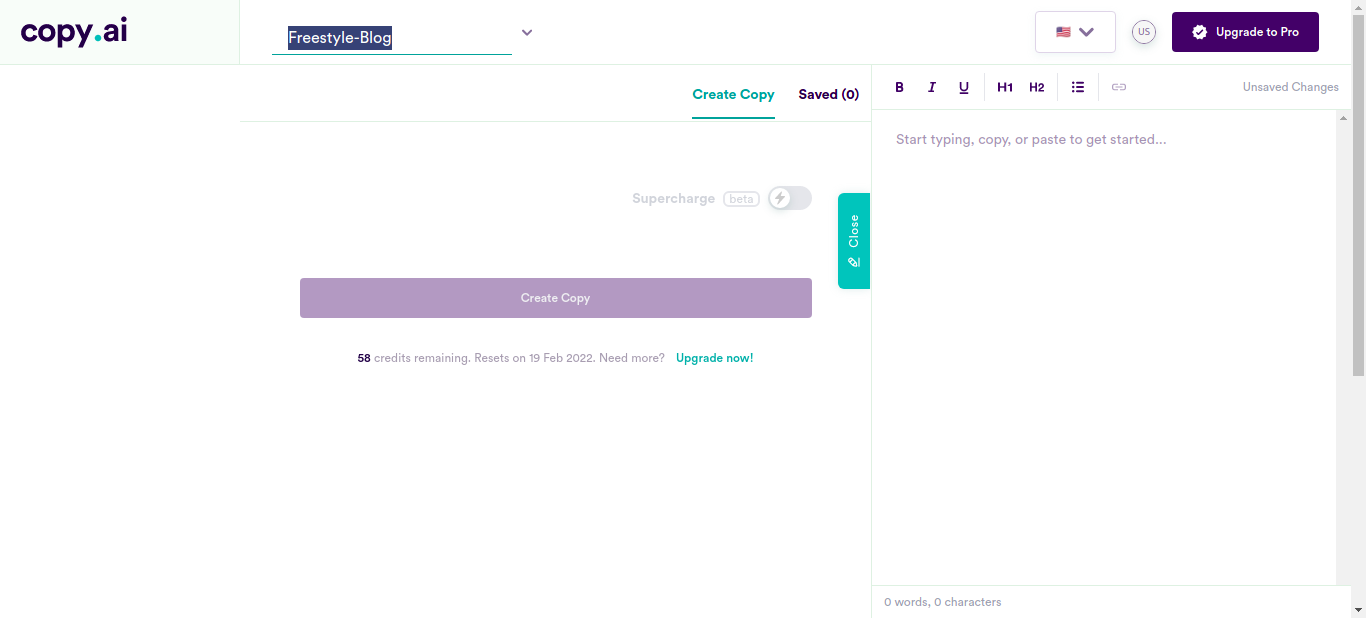 copy.ai
Freestyle-Blog
US
Upgrade to Pro
Create Copy
Saved (0)
B I U H1 H2
Unsaved Changes
Start typing, copy, or paste to get started...
Supercharge beta
Close
Create Copy
58 credits remaining. Resets on 19 Feb 2022. Need more? Upgrade now!
0 words, 0 characters